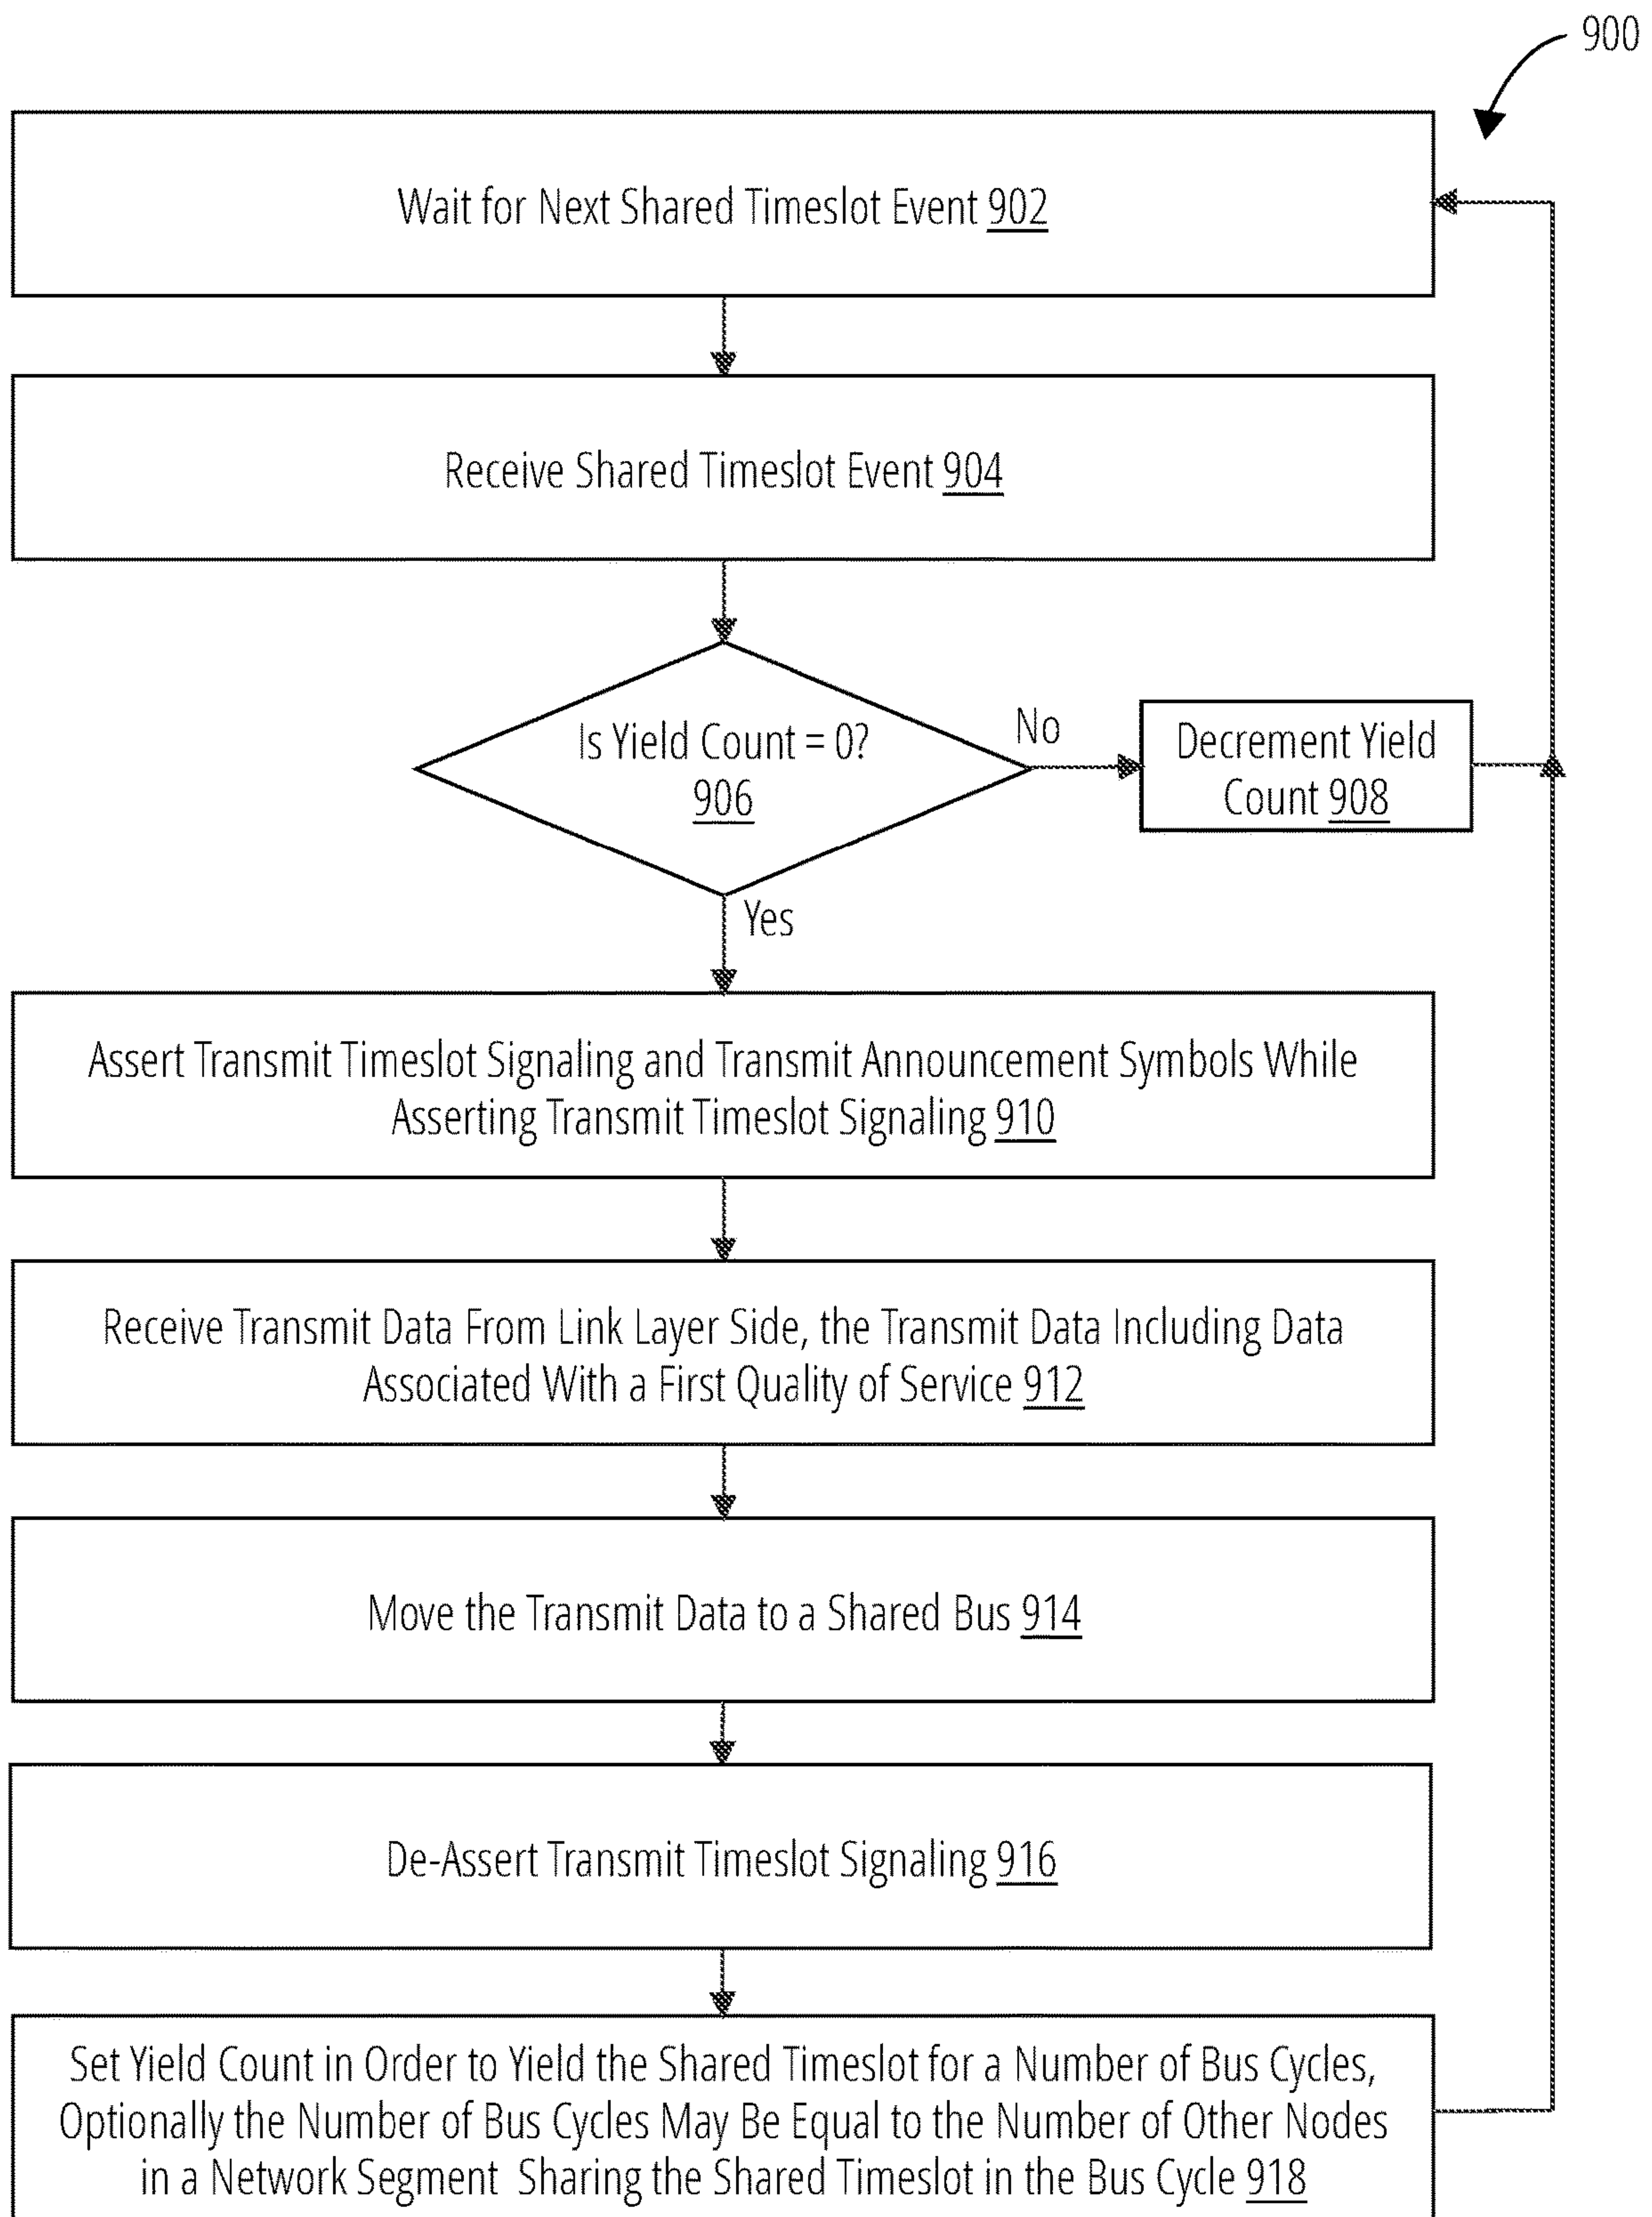 900
Wait for Next Shared Timeslot Event 902
Receive Shared Timeslot Event 904
Is Yield Count = 0?
906
No
Decrement Yield
Count 908
Yes
Assert Transmit Timeslot Signaling and Transmit Announcement Symbols While
Asserting Transmit Timeslot Signaling 910
Receive Transmit Data From Link Layer Side, the Transmit Data Including Data
Associated With a First Quality of Service 912
Move the Transmit Data to a Shared Bus 914
De-Assert Transmit Timeslot Signaling 916
Set Yield Count in Order to Yield the Shared Timeslot for a Number of Bus Cycles,
Optionally the Number of Bus Cycles May Be Equal to the Number of Other Nodes
in a Network Segment Sharing the Shared Timeslot in the Bus Cycle 918